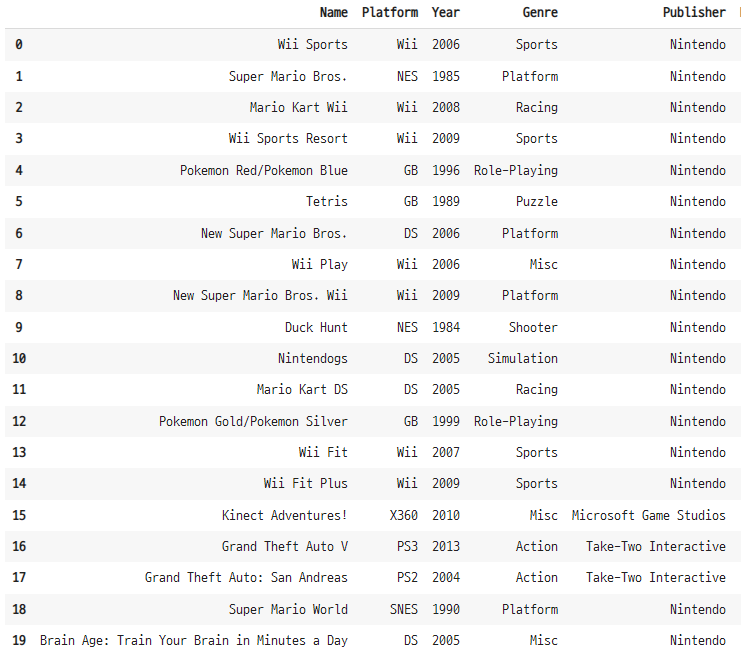 Name Platform Year Genre Publisher
0 Wii Sports Wii 2006 Sports Nintendo
1 Super Mario Bros. NES 1985 Platform Nintendo
2 Mario Kart Wii Wii 2008 Racing Nintendo
3 Wii Sports Resort Wii 2009 Sports Nintendo
4 Pokemon Red/Pokemon Blue GB 1996 Role-Playing Nintendo
5 Tetris GB 1989 Puzzle Nintendo
6 New Super Mario Bros. DS 2006 Platform Nintendo
7 Wii Play Wii 2006 Misc Nintendo
8 New Super Mario Bros. Wii Wii 2009 Platform Nintendo
9 Duck Hunt NES 1984 Shooter Nintendo
10 Nintendogs DS 2005 Simulation Nintendo
11 Mario Kart DS DS 2005 Racing Nintendo
12 Pokemon Gold/Pokemon Silver GB 1999 Role-Playing Nintendo
13 Wii Fit Wii 2007 Sports Nintendo
14 Wii Fit Plus Wii 2009 Sports Nintendo
15 Kinect Adventures! X360 2010 Misc Microsoft Game Studios
16 Grand Theft Auto V PS3 2013 Action Take-Two Interactive
17 Grand Theft Auto: San Andreas PS2 2004 Action Take-Two Interactive
18 Super Mario World SNES 1990 Platform Nintendo
19 Brain Age: Train Your Brain in Minutes a Day DS 2005 Misc Nintendo